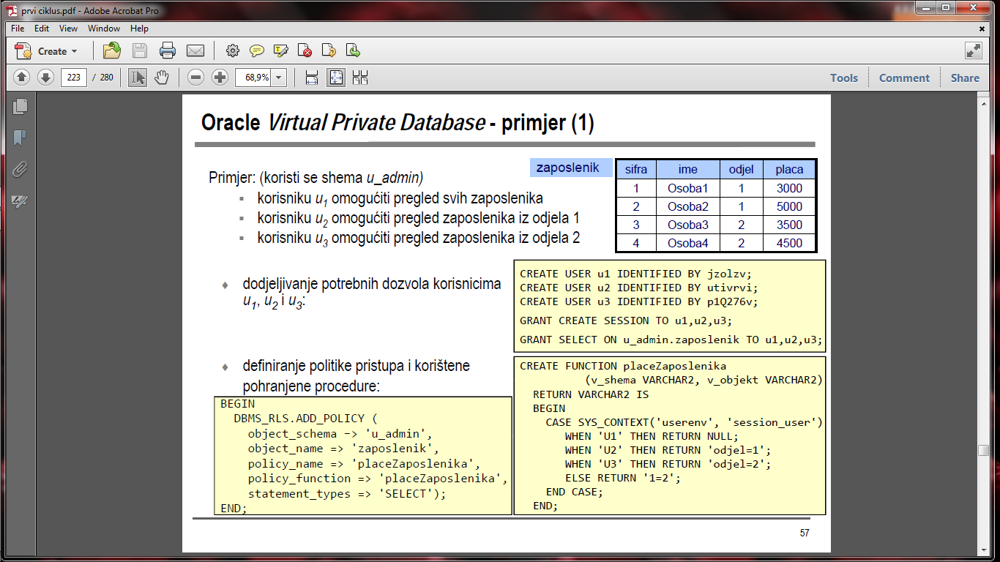 prvi ciklus.pdf - Adobe Acrobat Pro
File Edit View Window Help
Create
223 / 280 68,9% Tools Comment Share
Oracle Virtual Private Database - primjer (1)
Primjer: (koristi se shema u_admin)
korisniku u1 omogućiti pregled svih zaposlenika
korisniku u2 omogućiti pregled zaposlenika iz odjela 1
korisniku u3 omogućiti pregled zaposlenika iz odjela 2
zaposlenik
sifra ime odjel placa
1 Osoba1 1 3000
2 Osoba2 1 5000
3 Osoba3 2 3500
4 Osoba4 2 4500
dodjeljivanje potrebnih dozvola korisnicima
u1, u2 i u3:
CREATE USER u1 IDENTIFIED BY jzolzv;
CREATE USER u2 IDENTIFIED BY utivrvi;
CREATE USER u3 IDENTIFIED BY p1Q276v;
GRANT CREATE SESSION TO u1,u2,u3;
GRANT SELECT ON u_admin.zaposlenik TO u1,u2,u3;
definiranje politike pristupa i korištene
pohranjene procedure:
BEGIN
DBMS_RLS.ADD_POLICY (
object_schema => 'u_admin',
object_name => 'zaposlenik',
policy_name => 'placeZaposlenika',
policy_function => 'placeZaposlenika',
statement_types => 'SELECT');
END;
CREATE FUNCTION placeZaposlenika
(v_shema VARCHAR2, v_objekt VARCHAR2)
RETURN VARCHAR2 IS
BEGIN
CASE SYS_CONTEXT('userenv', 'session_user')
WHEN 'U1' THEN RETURN NULL;
WHEN 'U2' THEN RETURN 'odjel=1';
WHEN 'U3' THEN RETURN 'odjel=2';
ELSE RETURN '1=2';
END CASE;
END;
57